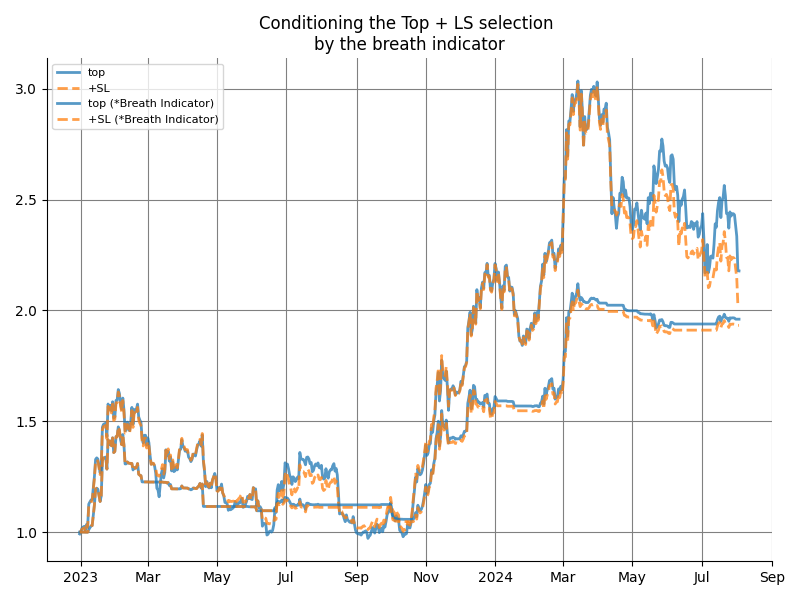 Conditioning the Top + LS selection
by the breath indicator
top
+SL
top (*Breath Indicator)
+SL (*Breath Indicator)
3.0
2.5
2.0
1.5
1.0
2023 Mar May Jul Sep Nov 2024 Mar May Jul Sep